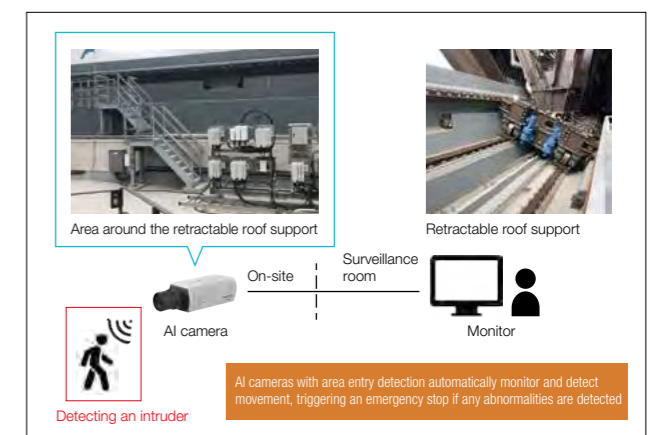 Area around the retractable roof support
Retractable roof support
On-site
Surveillance
room
AI camera
Monitor
Detecting an intruder
AI cameras with area entry detection automatically monitor and detect
movement, triggering an emergency stop if any abnormalities are detected